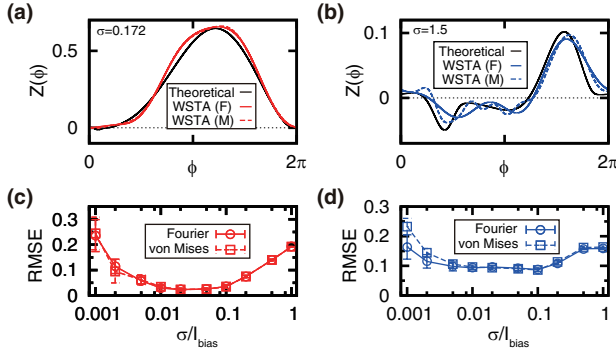 (a)
σ=0.172
0.5
0
Z(ϕ)
Theoretical
WSTA (F)
WSTA (M)
0
π
2π
ϕ
(b)
σ=1.5
0.1
0
Z(ϕ)
Theoretical
WSTA (F)
WSTA (M)
0
π
2π
ϕ
(c)
0.3
0.2
0.1
0
RMSE
Fourier
von Mises
0.001
0.01
0.1
1
σ/I_bias
(d)
0.3
0.2
0.1
0
RMSE
Fourier
von Mises
0.001
0.01
0.1
1
σ/I_bias